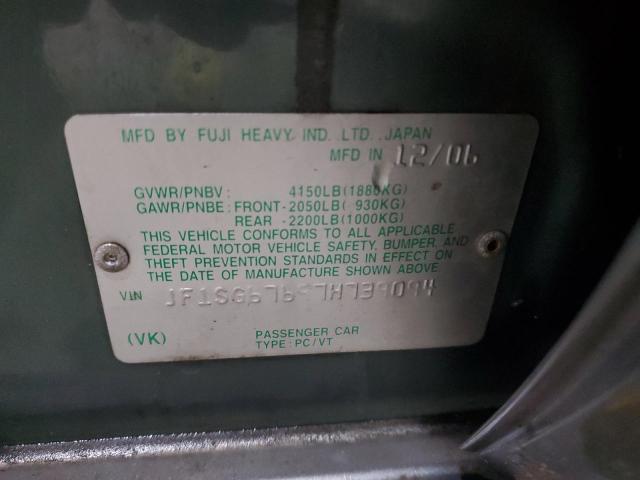 MFD BY FUJI HEAVY IND. LTD. JAPAN
MFD IN 12/06
GVWR/PNBV: 4150LB(1880KG)
GAWR/PNBE: FRONT-2050LB( 930KG)
REAR -2200LB(1000KG)
THIS VEHICLE CONFORMS TO ALL APPLICABLE
FEDERAL MOTOR VEHICLE SAFETY, BUMPER, AND
THEFT PREVENTION STANDARDS IN EFFECT ON
THE DATE OF MANUFACTURE SHOWN ABOVE
VIN
(VK) PASSENGER CAR
TYPE: PC/VT